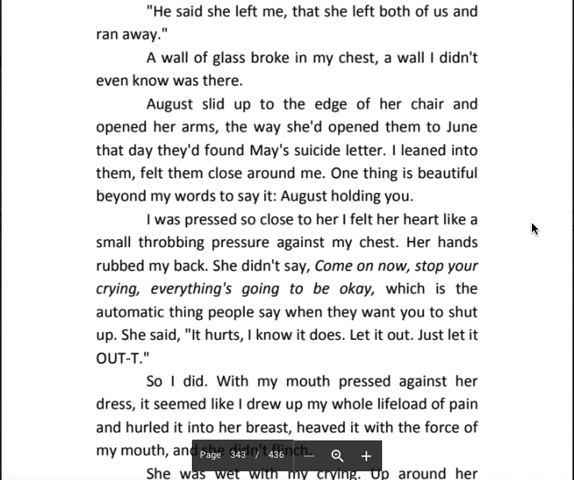 "He said she left me, that she left both of us and
ran away."
A wall of glass broke in my chest, a wall I didn't
even know was there.
August slid up to the edge of her chair and
opened her arms, the way she'd opened them to June
that day they'd found May's suicide letter. I leaned into
them, felt them close around me. One thing is beautiful
beyond my words to say it: August holding you.
I was pressed so close to her I felt her heart like a
small throbbing pressure against my chest. Her hands
rubbed my back. She didn't say, Come on now, stop your
crying, everything's going to be okay, which is the
automatic thing people say when they want you to shut
up. She said, "It hurts, I know it does. Let it out. Just let it
OUT-T."
So I did. With my mouth pressed against her
dress, it seemed like I drew up my whole lifeload of pain
and hurled it into her breast, heaved it with the force of
my mouth, and she didn't flinch.
Page 343 / 436
She was wet with my crying. Up around her